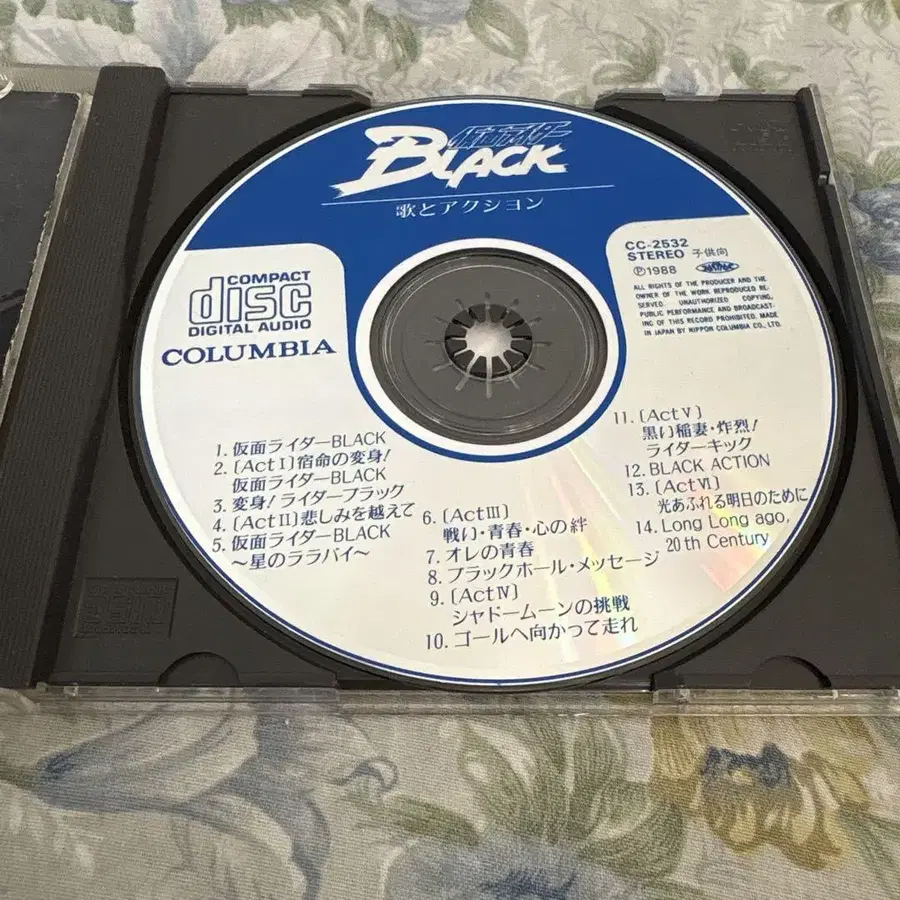 仮面ライダー
BLACK
歌とアクション
COMPACT
disc
DIGITAL AUDIO
COLUMBIA
CC-2532
STEREO 子供向
Ⓟ1988
ALL RIGHTS OF THE PRODUCER AND THE
OWNER OF THE WORK REPRODUCED RE-
SERVED. UNAUTHORIZED COPYING,
PUBLIC PERFORMANCE AND BROADCAST-
ING OF THIS RECORD PROHIBITED. MADE
IN JAPAN BY NIPPON COLUMBIA CO., LTD.
1. 仮面ライダーBLACK
2. 〔ActⅠ〕宿命の変身!
仮面ライダーBLACK
3. 変身!ライダーブラック
4. 〔ActⅡ〕悲しみを越えて
5. 仮面ライダーBLACK
〜星のララバイ〜
6. 〔ActⅢ〕
戦い・青春・心の絆
7. オレの青春
8. ブラックホール・メッセージ
9. 〔ActⅣ〕
シャドームーンの挑戦
10. ゴールへ向かって走れ
11. 〔ActⅤ〕
黒い稲妻・炸烈!
ライダーキック
12. BLACK ACTION
13. 〔ActⅥ〕
光あふれる明日のために
14. Long Long ago,
20th Century